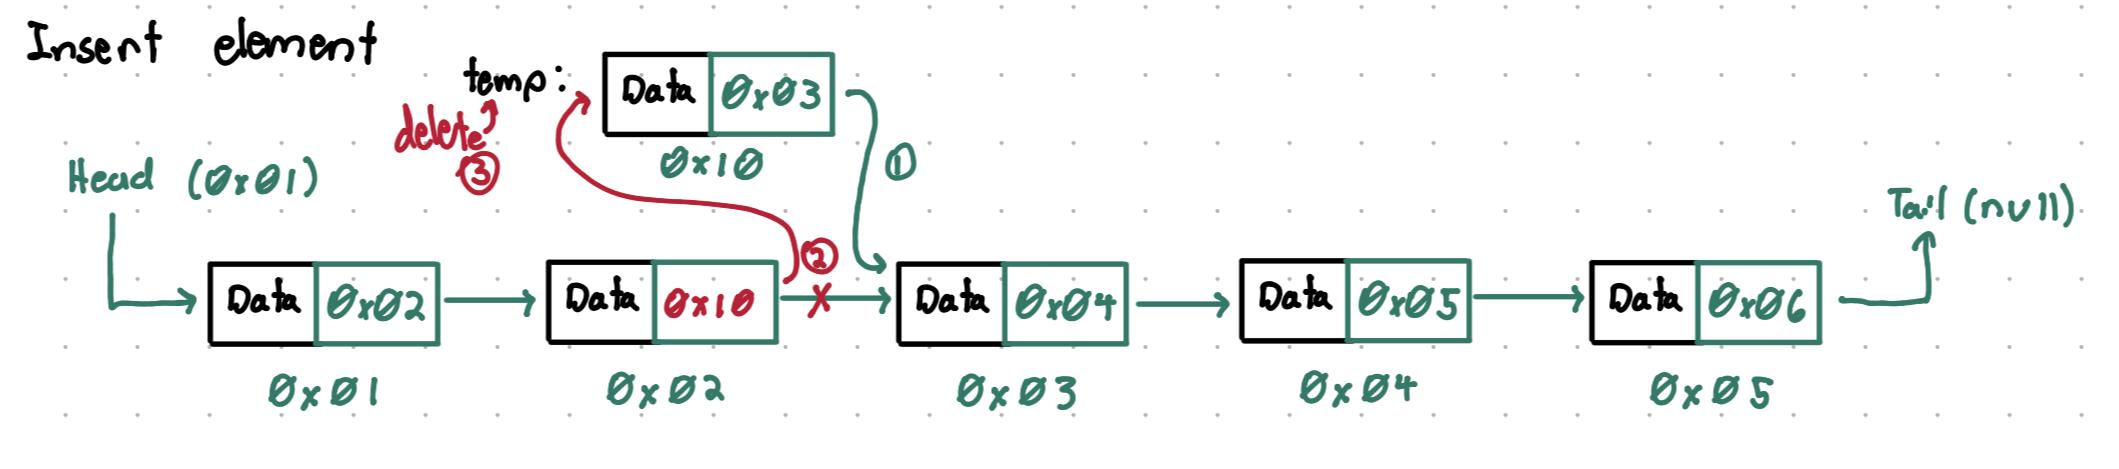 Insert element
temp:
Data 0x03
delete
③
0x10
①
Head (0x01)
Tail (null)
②
Data 0x02
Data 0x10
X
Data 0x04
Data 0x05
Data 0x06
0x01
0x02
0x03
0x04
0x05